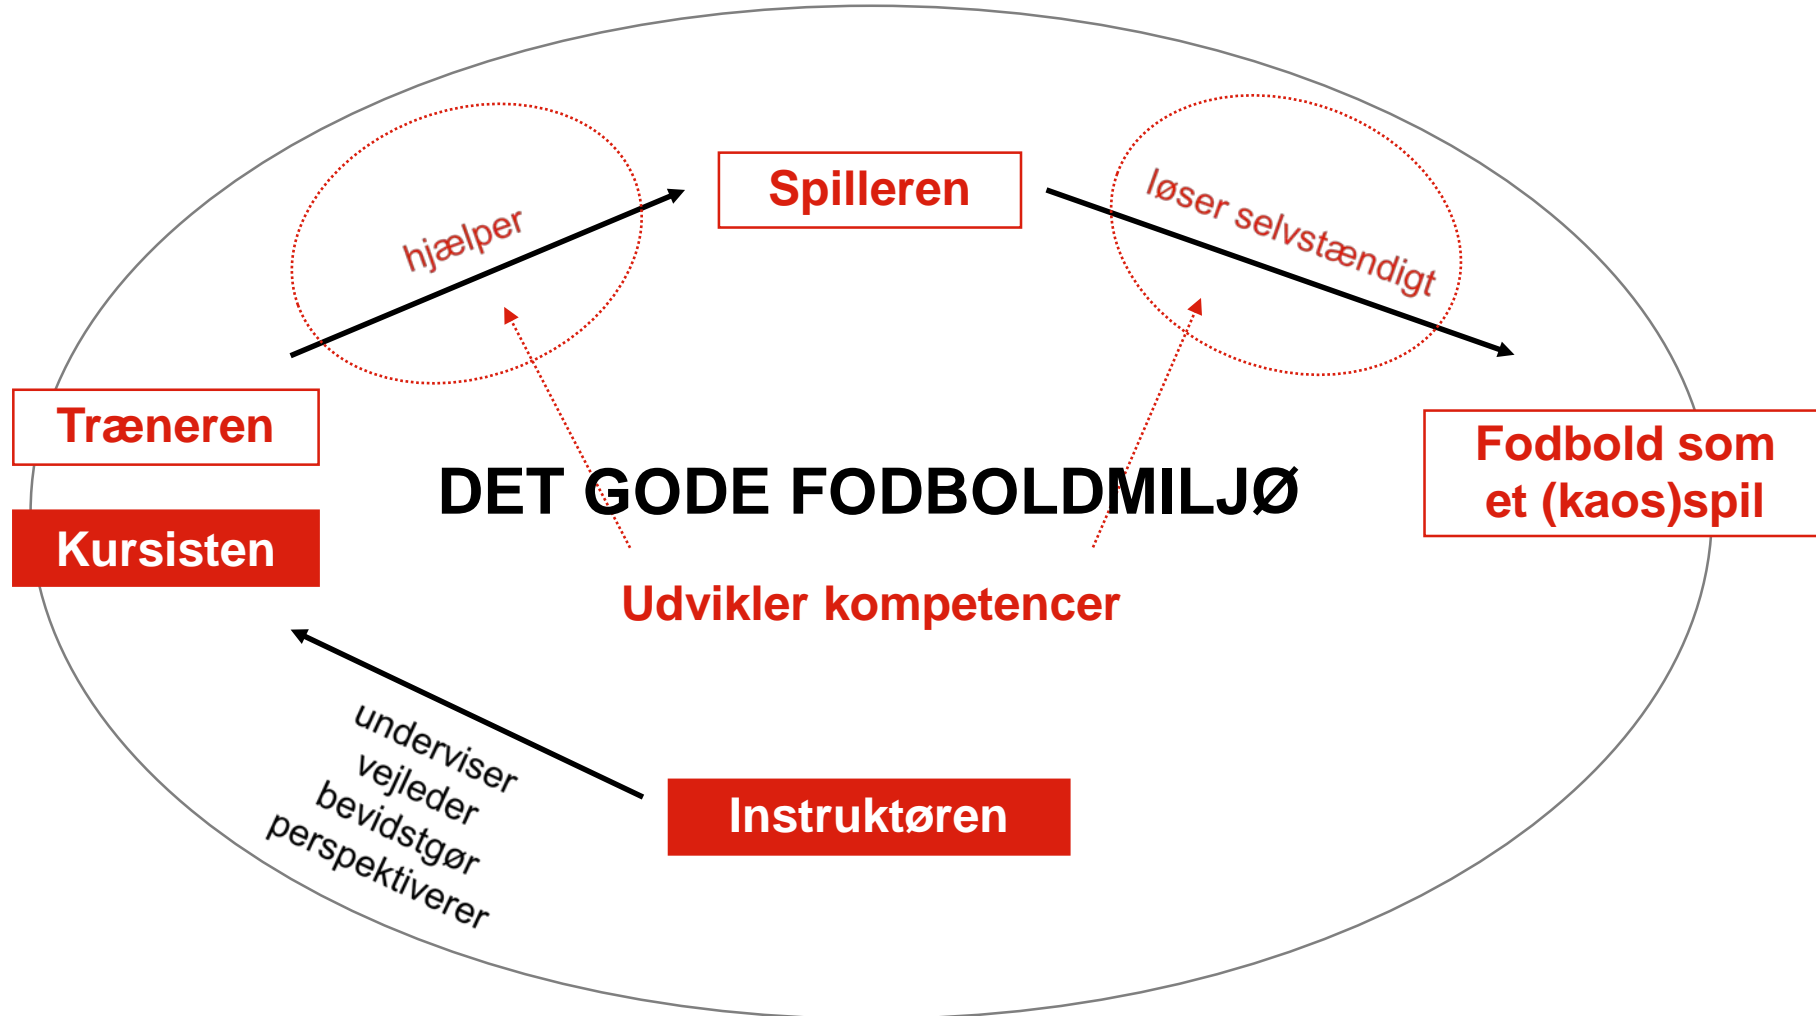 Spilleren
hjælper
løser selvstændigt
Træneren
Fodbold som
et (kaos)spil
DET GODE FODBOLDMILJØ
Kursisten
Udvikler kompetencer
underviser
vejleder
bevidstgør
perspektiverer
Instruktøren